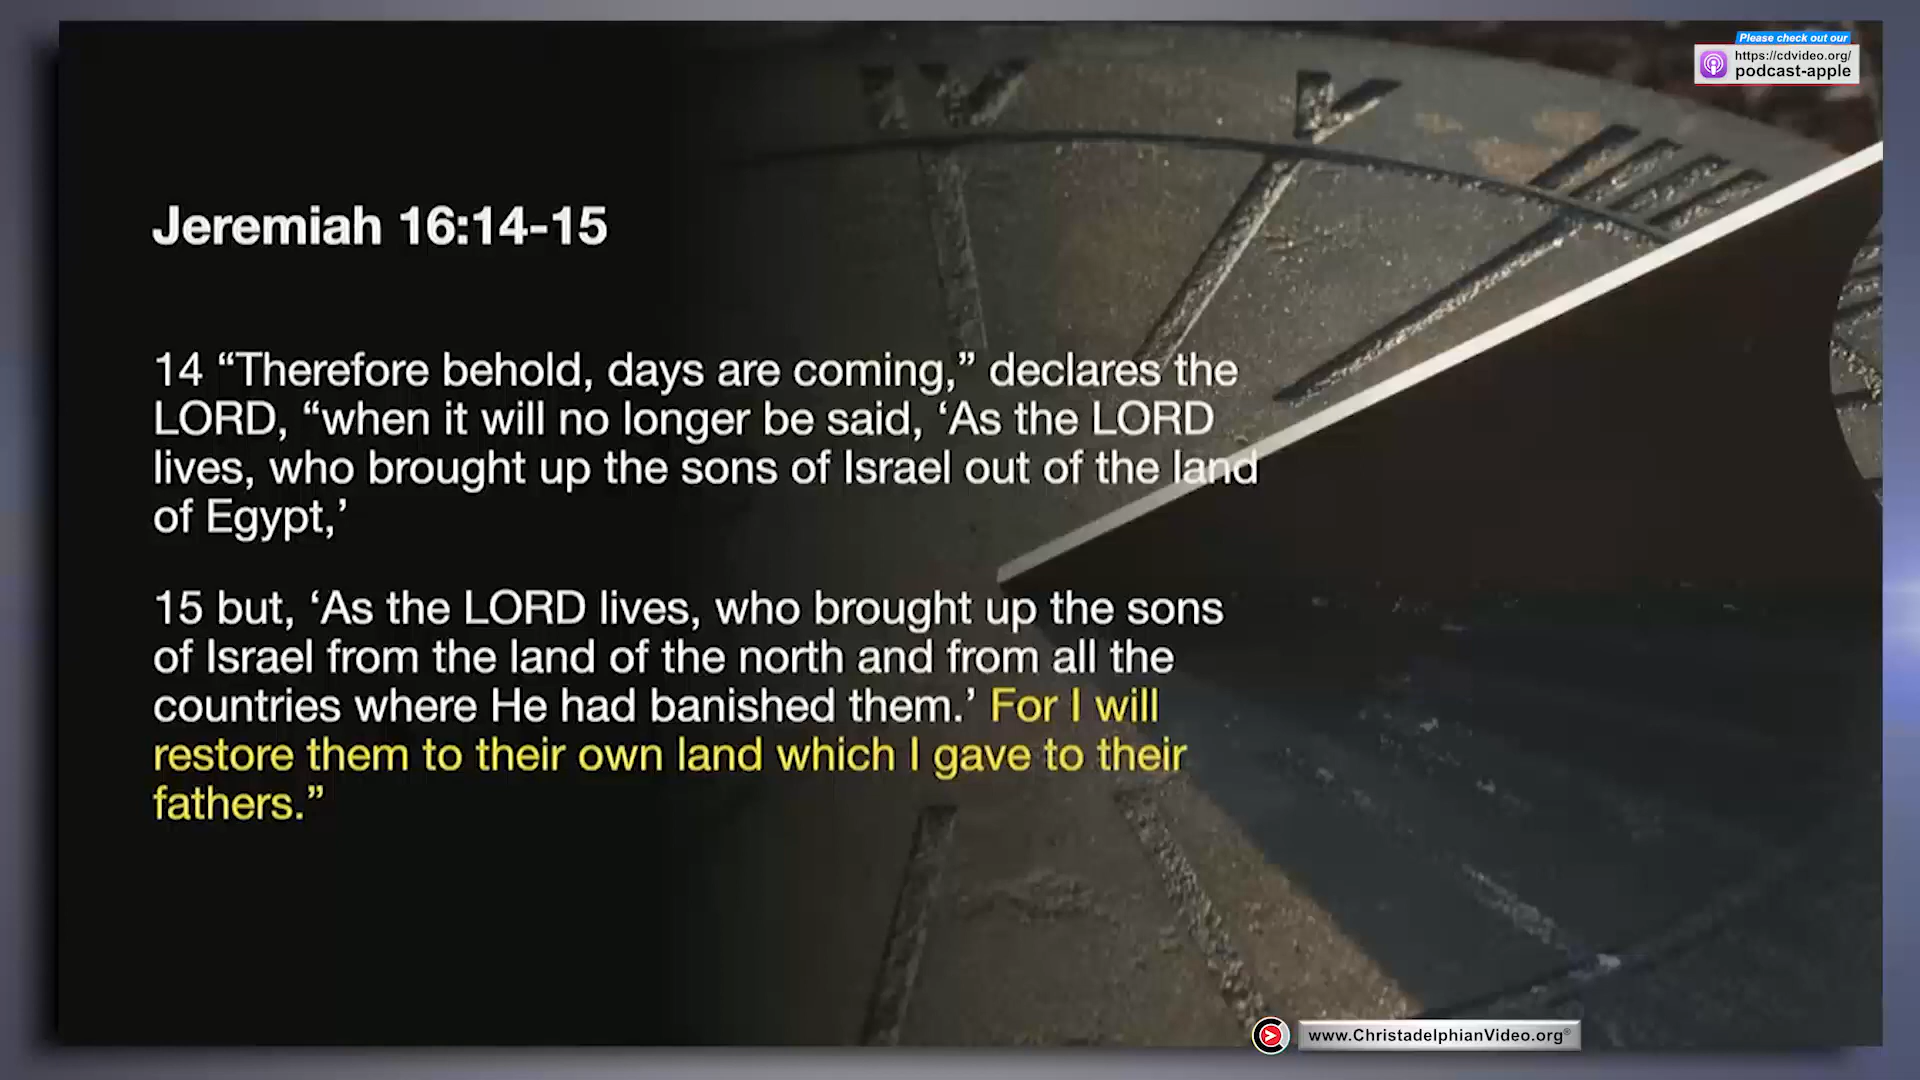 Please check out our
https://cdvideo.org/
podcast-apple
Jeremiah 16:14-15
14 “Therefore behold, days are coming,” declares the
LORD, “when it will no longer be said, ‘As the LORD
lives, who brought up the sons of Israel out of the land
of Egypt,’
15 but, ‘As the LORD lives, who brought up the sons
of Israel from the land of the north and from all the
countries where He had banished them.’ For I will
restore them to their own land which I gave to their
fathers.”
www.ChristadelphianVideo.org®